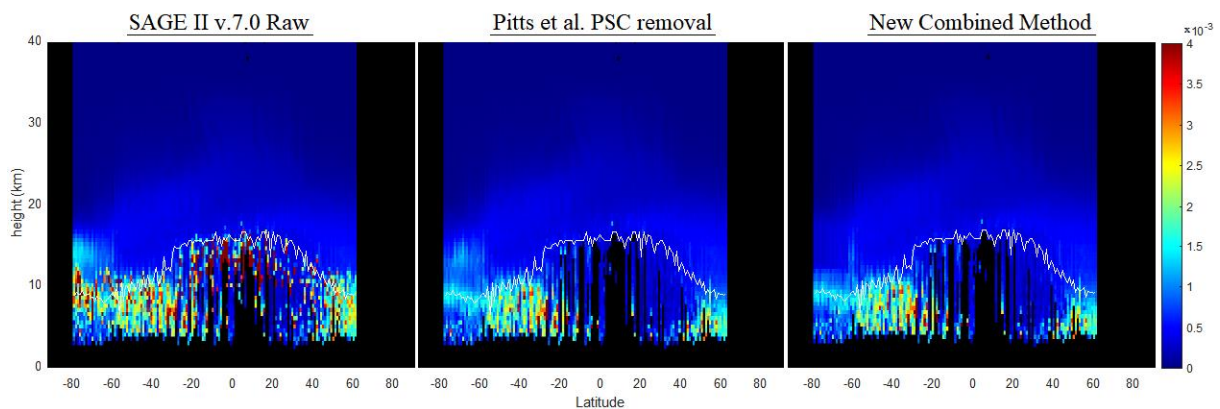 SAGE II v.7.0 Raw Pitts et al. PSC removal New Combined Method
×10⁻³
40 4
3.5
30 3
2.5
height (km) 20 2
1.5
10 1
0.5
0 0
-80 -60 -40 -20 0 20 40 60 80 -80 -60 -40 -20 0 20 40 60 80 -80 -60 -40 -20 0 20 40 60 80
Latitude